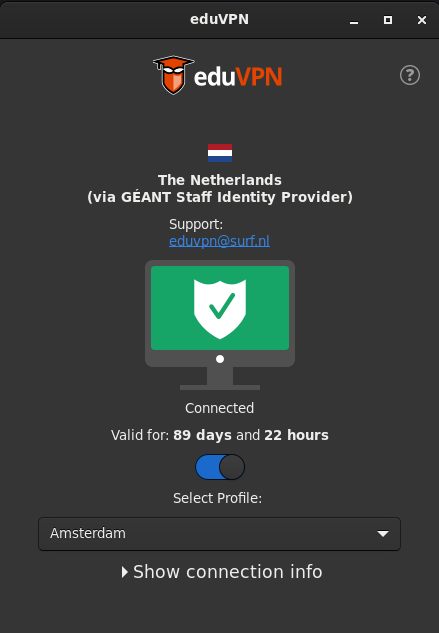 eduVPN
eduVPN
?
The Netherlands
(via GÉANT Staff Identity Provider)
Support:
eduvpn@surf.nl
Connected
Valid for: 89 days and 22 hours
Select Profile:
Amsterdam
Show connection info